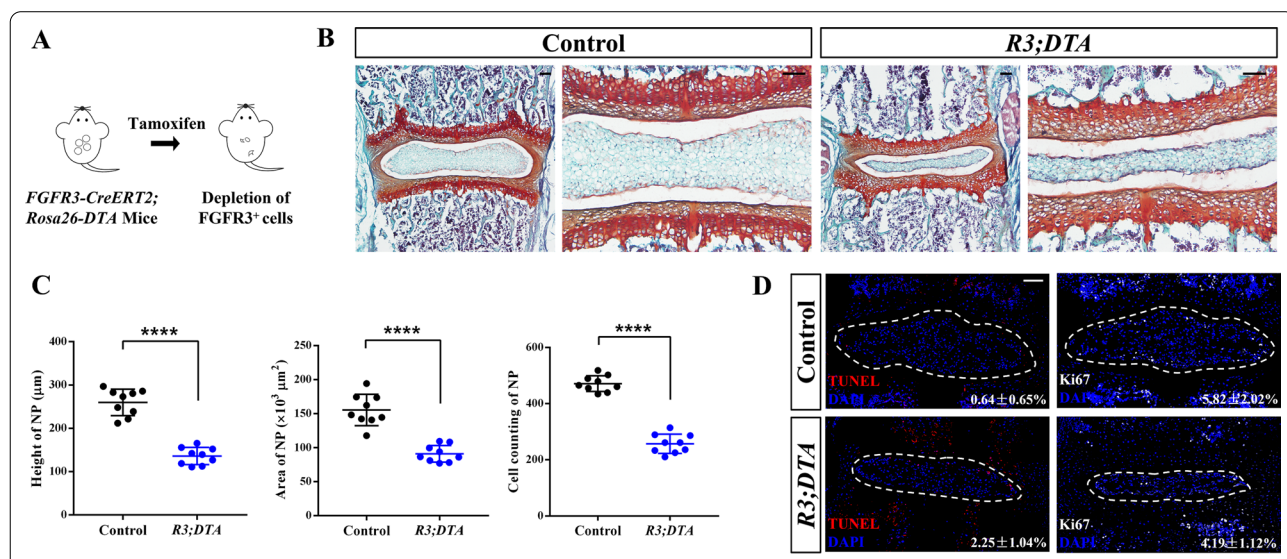 A
Tamoxifen
FGFR3-CreERT2;
Rosa26-DTA Mice
Depletion of
FGFR3⁺ cells
B
Control
R3;DTA
C
Height of NP (μm)
400
300
200
100
0
****
Control
R3;DTA
Area of NP (×10³ μm²)
250
200
150
100
50
0
****
Control
R3;DTA
Cell counting of NP
600
400
200
0
****
Control
R3;DTA
D
Control
TUNEL
DAPI
0.64±0.65%
Ki67
DAPI
5.82±2.02%
R3;DTA
TUNEL
DAPI
2.25±1.04%
Ki67
DAPI
4.19±1.12%